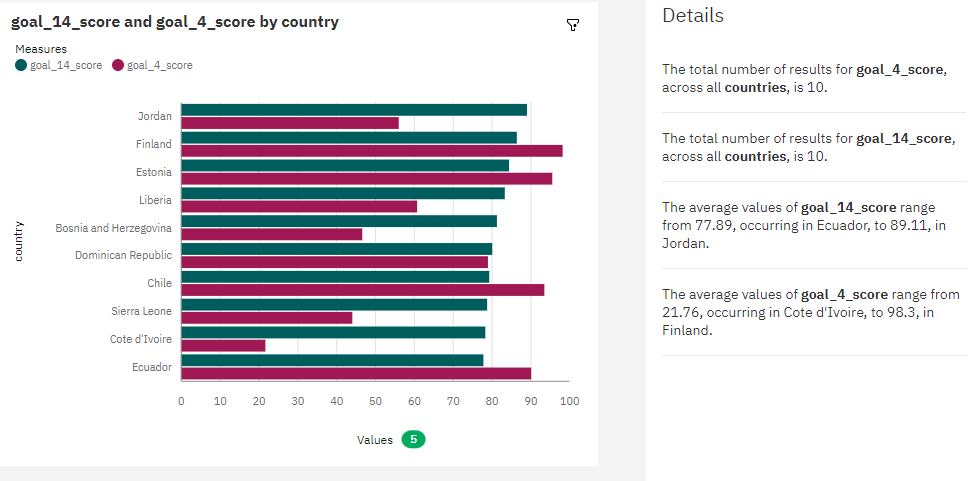 goal_14_score and goal_4_score by country
Measures
goal_14_score goal_4_score
country
Jordan
Finland
Estonia
Liberia
Bosnia and Herzegovina
Dominican Republic
Chile
Sierra Leone
Cote d'Ivoire
Ecuador
0 10 20 30 40 50 60 70 80 90 100
Values 5
Details
The total number of results for goal_4_score,
across all countries, is 10.
The total number of results for goal_14_score,
across all countries, is 10.
The average values of goal_14_score range
from 77.89, occurring in Ecuador, to 89.11, in
Jordan.
The average values of goal_4_score range from
21.76, occurring in Cote d'Ivoire, to 98.3, in
Finland.